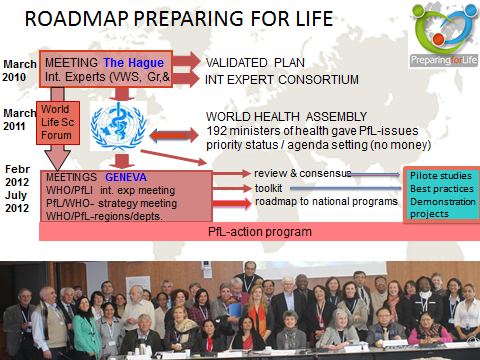 ROADMAP PREPARING FOR LIFE
PreparingforLife
March
2010
MEETING The Hague
Int. Experts (VWS, Gr,&
VALIDATED PLAN
INT EXPERT CONSORTIUM
March
2011
World
Life Sc
Forum
WORLD HEALTH ASSEMBLY
192 ministers of health gave PfL-issues
priority status / agenda setting (no money)
Febr
2012
July
2012
MEETINGS GENEVA
WHO/PfLI int. exp meeting
PfL/WHO- strategy meeting
WHO/PfL-regions/depts.
review & consensus
toolkit
roadmap to national programs
Pilote studies
Best practices
Demonstration
projects
PfL-action program